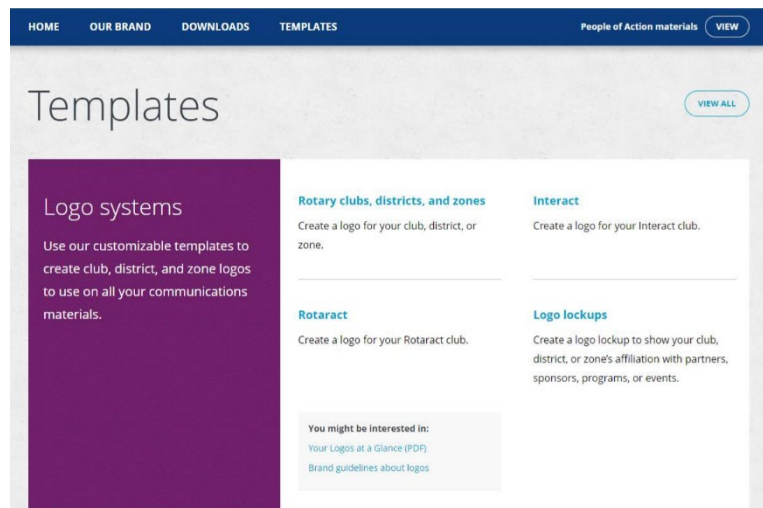 HOME OUR BRAND DOWNLOADS TEMPLATES People of Action materials VIEW
Templates
VIEW ALL
Logo systems
Use our customizable templates to
create club, district, and zone logos
to use on all your communications
materials.
Rotary clubs, districts, and zones
Create a logo for your club, district, or
zone.
Interact
Create a logo for your Interact club.
Rotaract
Create a logo for your Rotaract club.
Logo lockups
Create a logo lockup to show your club,
district, or zone's affiliation with partners,
sponsors, programs, or events.
You might be interested in:
Your Logos at a Glance (PDF)
Brand guidelines about logos